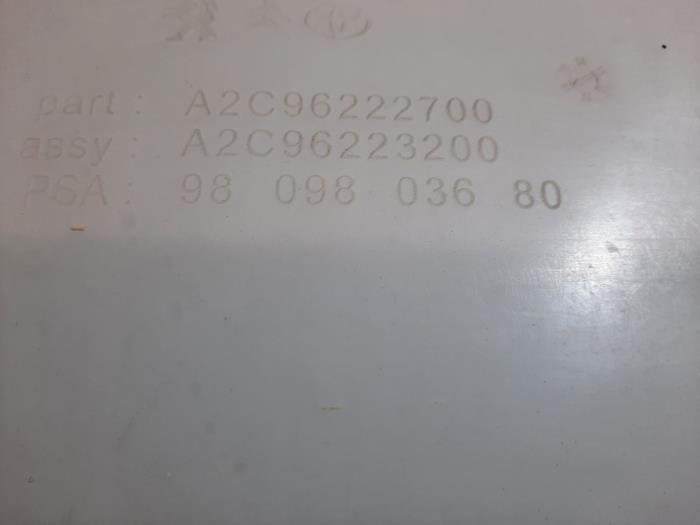 part : A2C96222700
assy : A2C96223200
PSA : 98 098 036 80